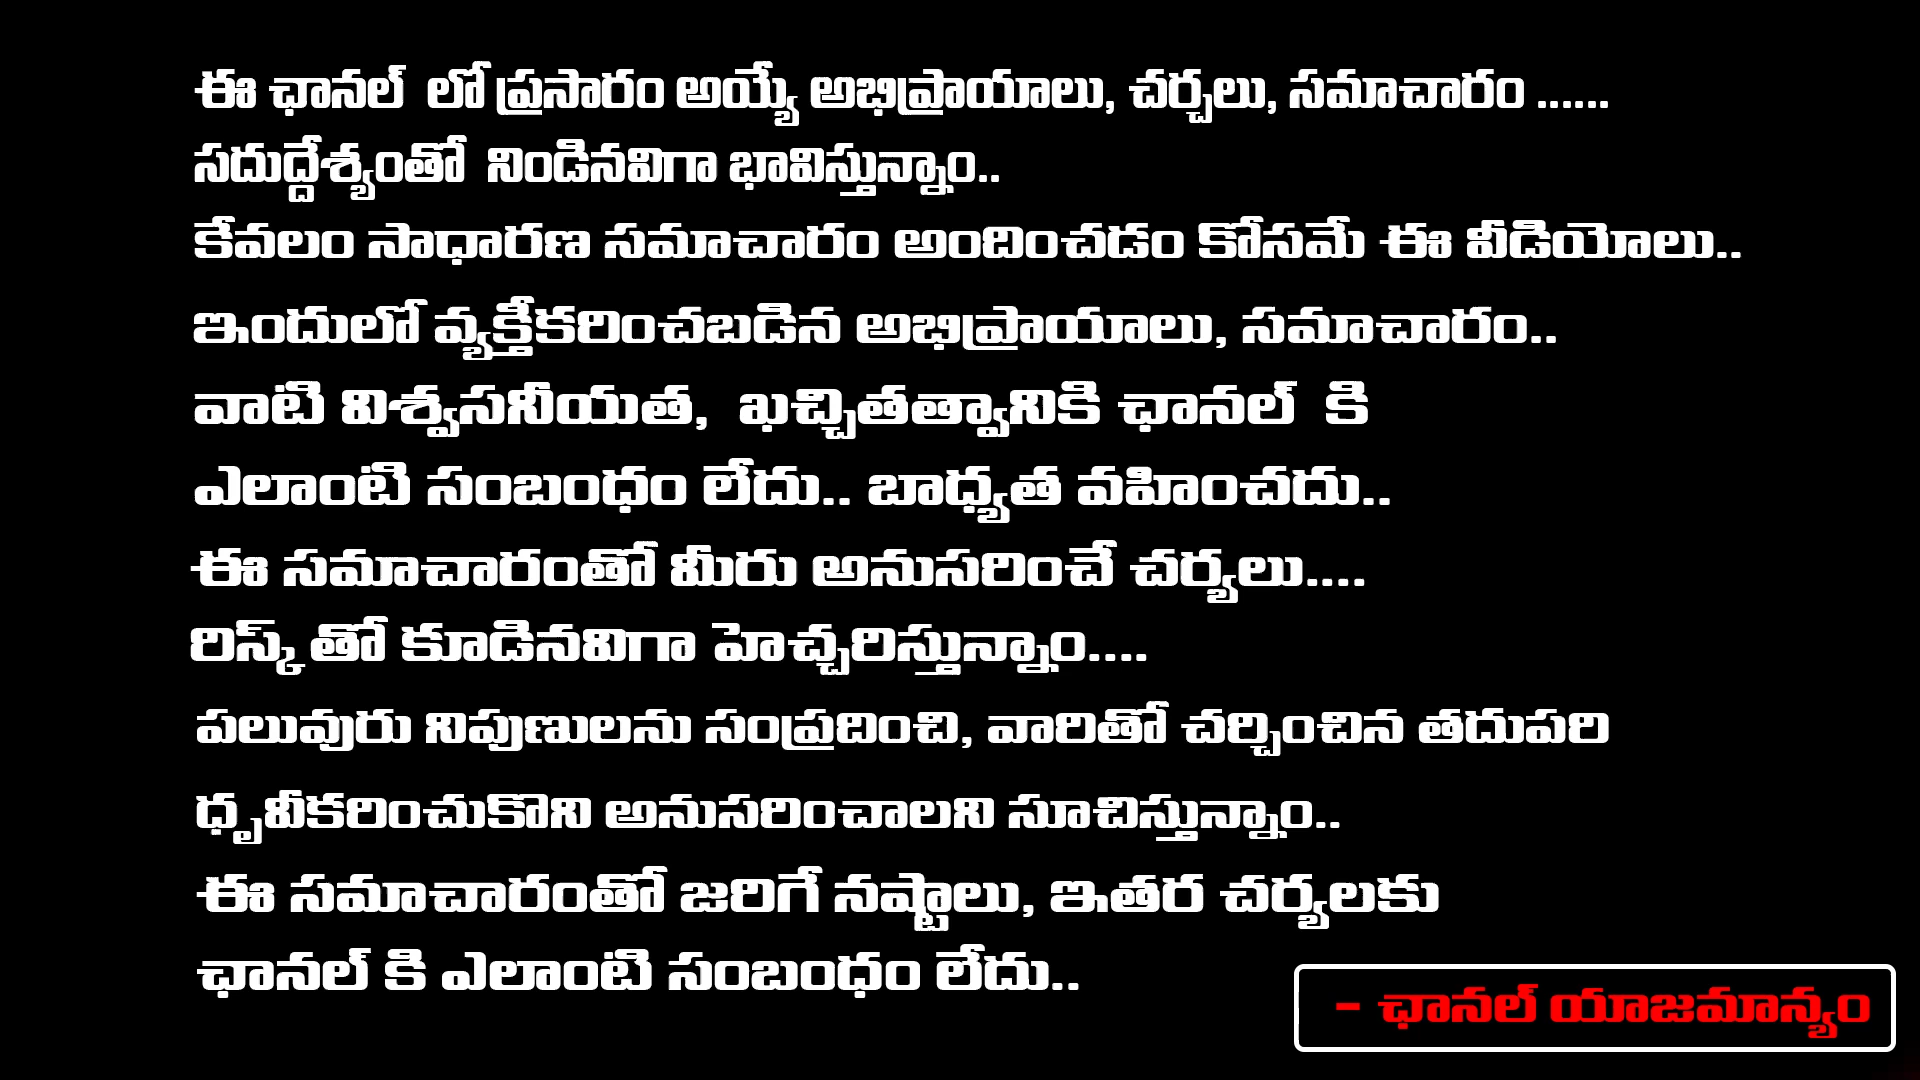 ఈ ఛానల్ లో ప్రసారం అయ్యే అభిప్రాయాలు, చర్చలు, సమాచారం ......
సదుద్దేశ్యంతో నిండినవిగా భావిస్తున్నాం..
కేవలం సాధారణ సమాచారం అందించడం కోసమే ఈ వీడియోలు..
ఇందులో వ్యక్తీకరించబడిన అభిప్రాయాలు, సమాచారం..
వాటి విశ్వసనీయత, ఖచ్చితత్వానికి ఛానల్ కి
ఎలాంటి సంబంధం లేదు.. బాధ్యత వహించదు..
ఈ సమాచారంతో మీరు అనుసరించే చర్యలు....
రిస్క్ తో కూడినవిగా హెచ్చరిస్తున్నాం....
పలువురు నిపుణులను సంప్రదించి, వారితో చర్చించిన తదుపరి
ధృవీకరించుకొని అనుసరించాలని సూచిస్తున్నాం..
ఈ సమాచారంతో జరిగే నష్టాలు, ఇతర చర్యలకు
ఛానల్ కి ఎలాంటి సంబంధం లేదు..
- ఛానల్ యాజమాన్యం